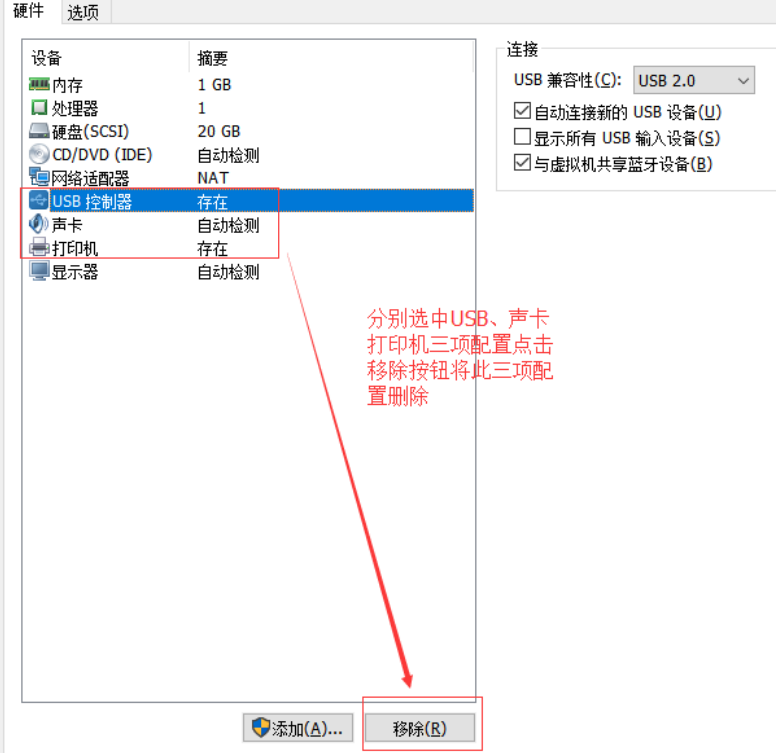 硬件 选项
设备 摘要
内存 1 GB
处理器 1
硬盘(SCSI) 20 GB
CD/DVD (IDE) 自动检测
网络适配器 NAT
USB 控制器 存在
声卡 自动检测
打印机 存在
显示器 自动检测
连接
USB 兼容性(C): USB 2.0
自动连接新的 USB 设备(U)
显示所有 USB 输入设备(S)
与虚拟机共享蓝牙设备(B)
分别选中USB、声卡
打印机三项配置点击
移除按钮将此三项配
置删除
添加(A)... 移除(R)